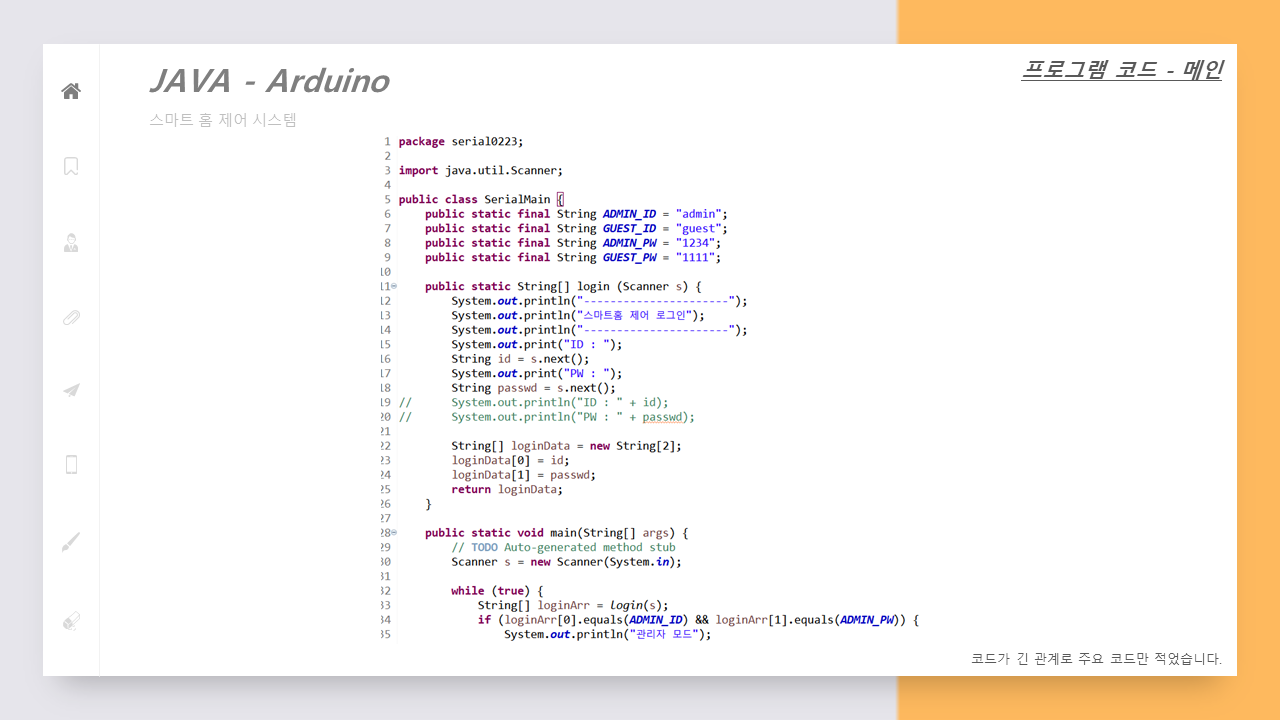 JAVA - Arduino
프로그램 코드 - 메인
스마트 홈 제어 시스템
1 package serial0223;
2
3 import java.util.Scanner;
4
5 public class SerialMain {
6     public static final String ADMIN_ID = "admin";
7     public static final String GUEST_ID = "guest";
8     public static final String ADMIN_PW = "1234";
9     public static final String GUEST_PW = "1111";
10
11     public static String[] login (Scanner s) {
12         System.out.println("----------------------");
13         System.out.println("스마트홈 제어 로그인");
14         System.out.println("----------------------");
15         System.out.print("ID : ");
16         String id = s.next();
17         System.out.print("PW : ");
18         String passwd = s.next();
19 //      System.out.println("ID : " + id);
20 //      System.out.println("PW : " + passwd);
21
22         String[] loginData = new String[2];
23         loginData[0] = id;
24         loginData[1] = passwd;
25         return loginData;
26     }
27
28     public static void main(String[] args) {
29         // TODO Auto-generated method stub
30         Scanner s = new Scanner(System.in);
31
32         while (true) {
33             String[] loginArr = login(s);
34             if (loginArr[0].equals(ADMIN_ID) && loginArr[1].equals(ADMIN_PW)) {
35                 System.out.println("관리자 모드");
코드가 긴 관계로 주요 코드만 적었습니다.